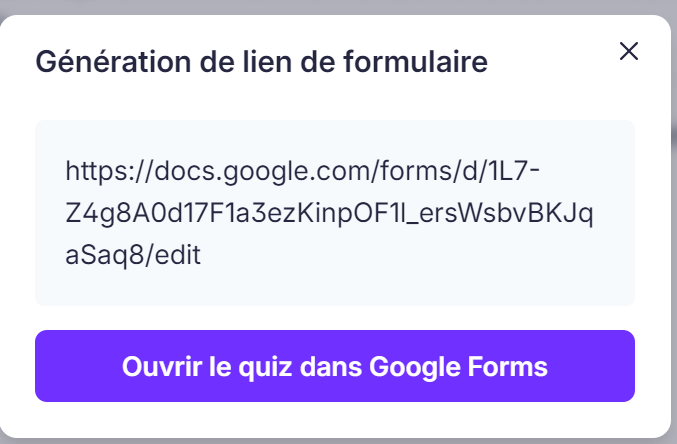 Génération de lien de formulaire
https://docs.google.com/forms/d/1L7-
Z4g8A0d17F1a3ezKinpOF1l_ersWsbvBKJq
aSaq8/edit
Ouvrir le quiz dans Google Forms